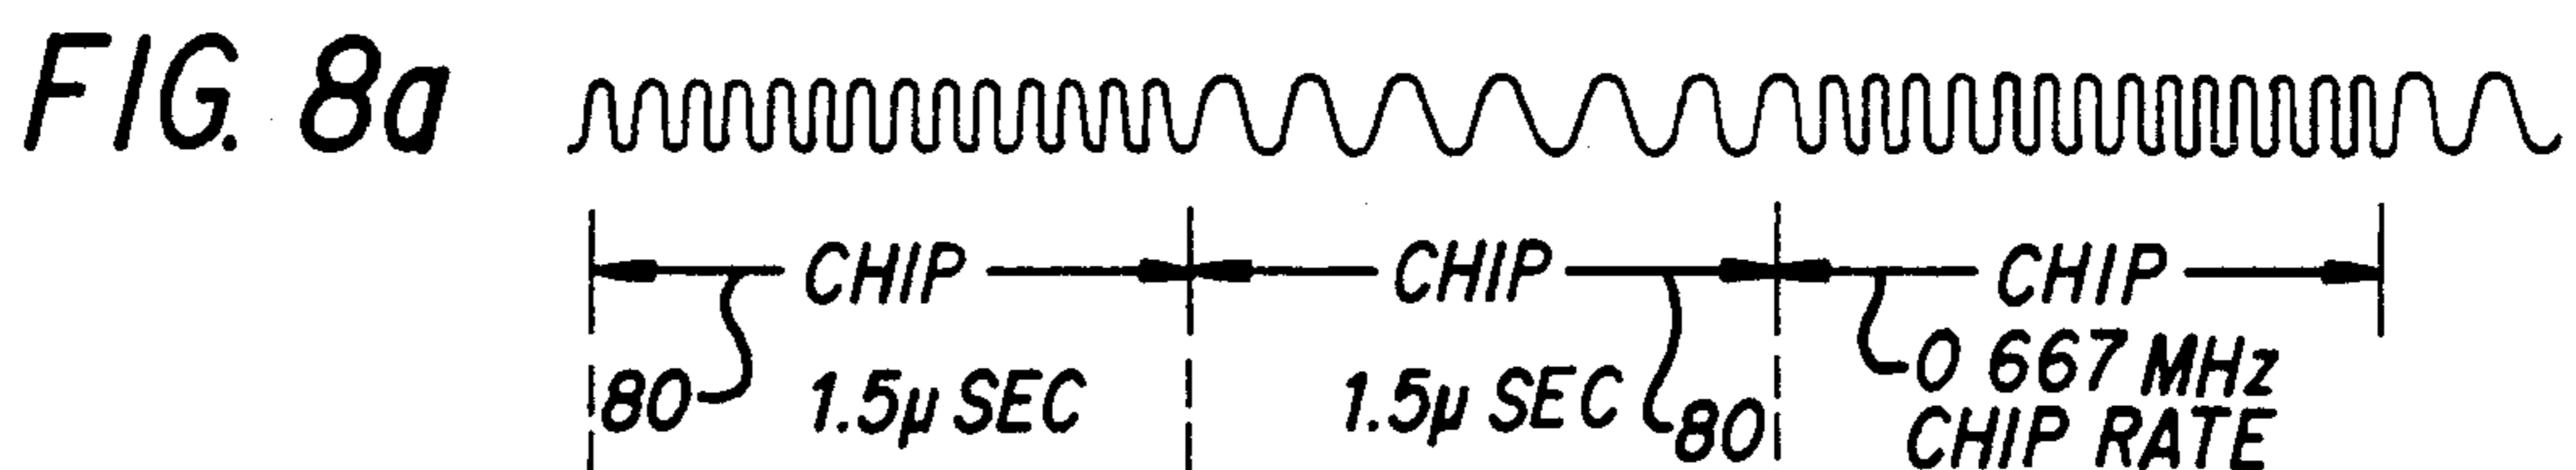 FIG. 8a
CHIP CHIP CHIP
80 1.5μ SEC 1.5μ SEC 80 0 667 MHz
CHIP RATE